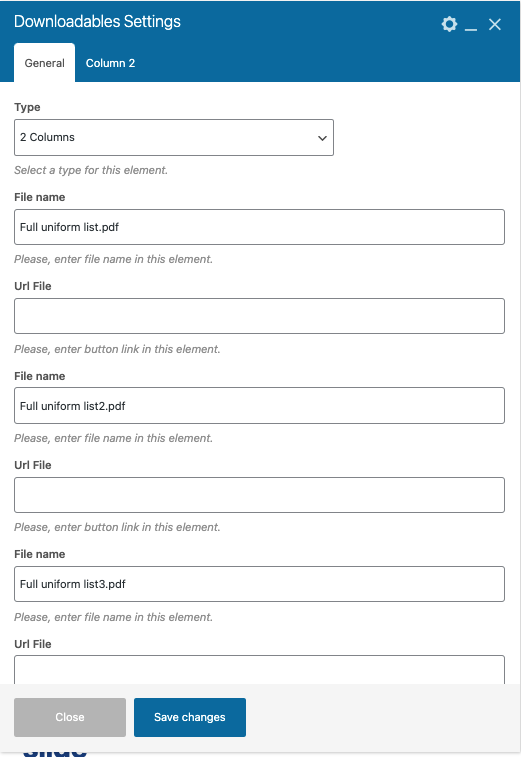 Downloadables Settings
General
Column 2
Type
2 Columns
Select a type for this element.
File name
Full uniform list.pdf
Please, enter file name in this element.
Url File
Please, enter button link in this element.
File name
Full uniform list2.pdf
Please, enter file name in this element.
Url File
Please, enter button link in this element.
File name
Full uniform list3.pdf
Please, enter file name in this element.
Url File
Close
Save changes